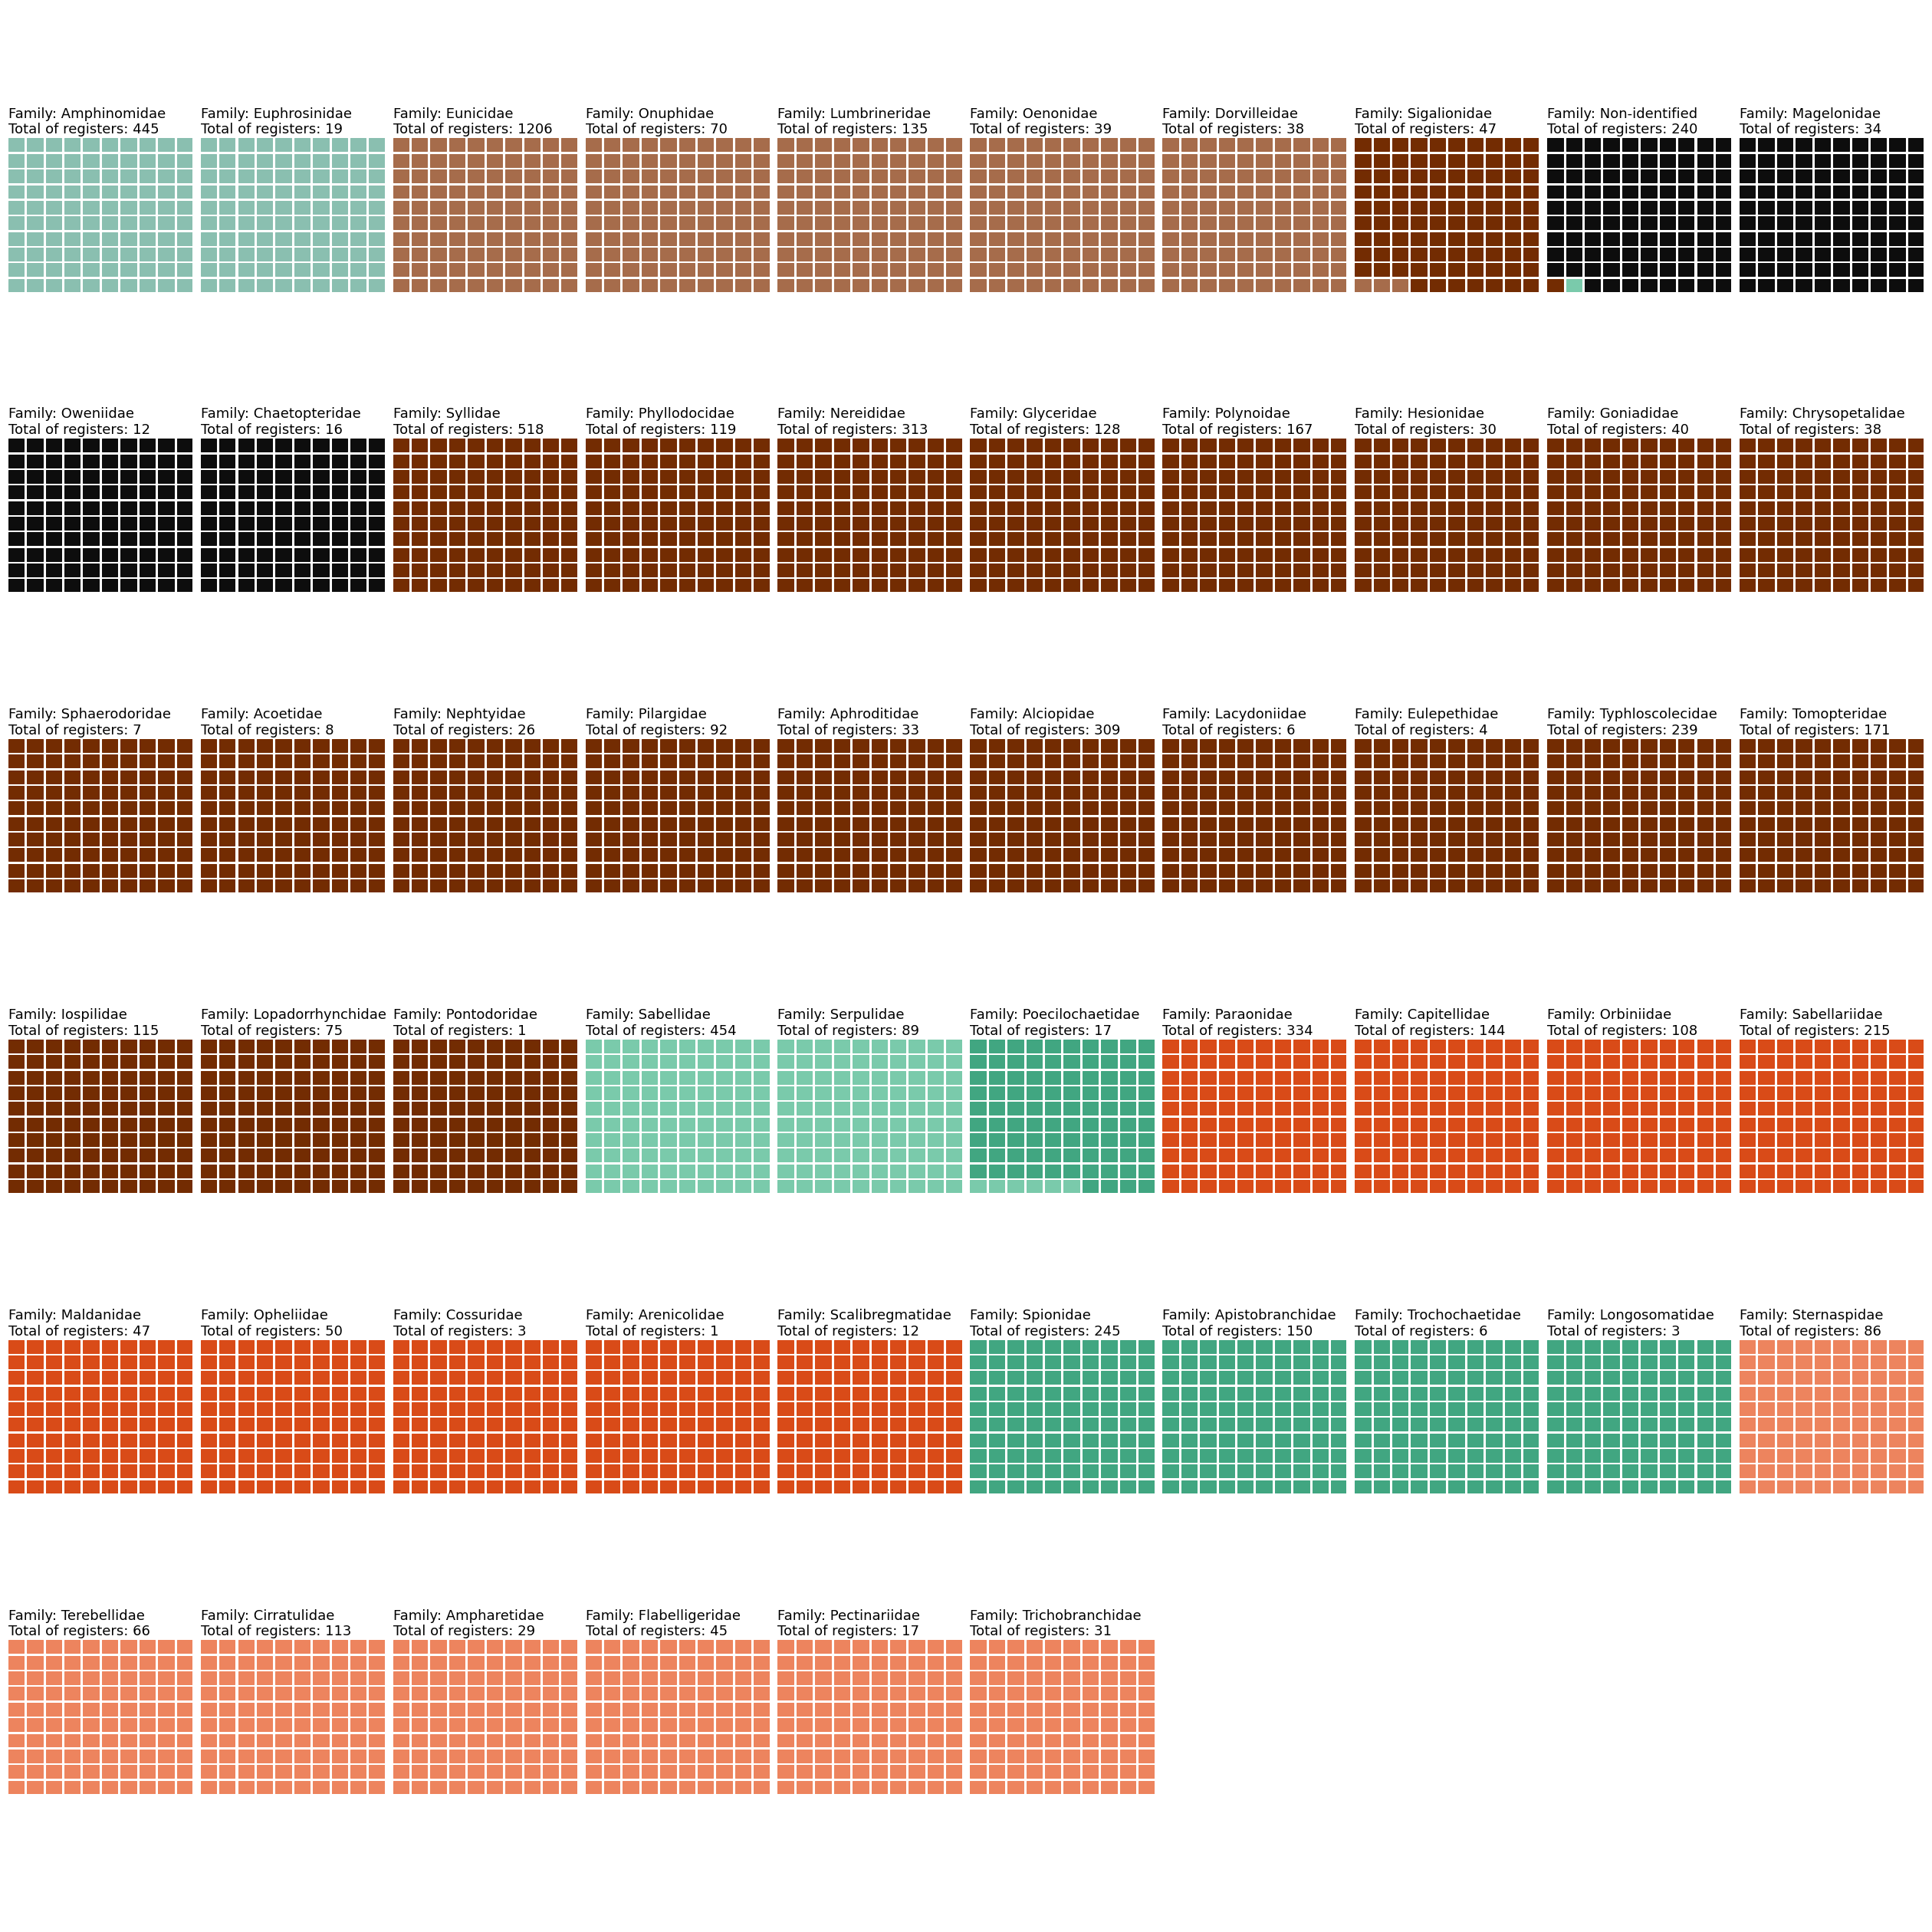 Family: Amphinomidae
Total of registers: 445
Family: Euphrosinidae
Total of registers: 19
Family: Eunicidae
Total of registers: 1206
Family: Onuphidae
Total of registers: 70
Family: Lumbrineridae
Total of registers: 135
Family: Oenonidae
Total of registers: 39
Family: Dorvilleidae
Total of registers: 38
Family: Sigalionidae
Total of registers: 47
Family: Non-identified
Total of registers: 240
Family: Magelonidae
Total of registers: 34
Family: Oweniidae
Total of registers: 12
Family: Chaetopteridae
Total of registers: 16
Family: Syllidae
Total of registers: 518
Family: Phyllodocidae
Total of registers: 119
Family: Nereididae
Total of registers: 313
Family: Glyceridae
Total of registers: 128
Family: Polynoidae
Total of registers: 167
Family: Hesionidae
Total of registers: 30
Family: Goniadidae
Total of registers: 40
Family: Chrysopetalidae
Total of registers: 38
Family: Sphaerodoridae
Total of registers: 7
Family: Acoetidae
Total of registers: 8
Family: Nephtyidae
Total of registers: 26
Family: Pilargidae
Total of registers: 92
Family: Aphroditidae
Total of registers: 33
Family: Alciopidae
Total of registers: 309
Family: Lacydoniidae
Total of registers: 6
Family: Eulepethidae
Total of registers: 4
Family: Typhloscolecidae
Total of registers: 239
Family: Tomopteridae
Total of registers: 171
Family: Iospilidae
Total of registers: 115
Family: Lopadorrhynchidae
Total of registers: 75
Family: Pontodoridae
Total of registers: 1
Family: Sabellidae
Total of registers: 454
Family: Serpulidae
Total of registers: 89
Family: Poecilochaetidae
Total of registers: 17
Family: Paraonidae
Total of registers: 334
Family: Capitellidae
Total of registers: 144
Family: Orbiniidae
Total of registers: 108
Family: Sabellariidae
Total of registers: 215
Family: Maldanidae
Total of registers: 47
Family: Opheliidae
Total of registers: 50
Family: Cossuridae
Total of registers: 3
Family: Arenicolidae
Total of registers: 1
Family: Scalibregmatidae
Total of registers: 12
Family: Spionidae
Total of registers: 245
Family: Apistobranchidae
Total of registers: 150
Family: Trochochaetidae
Total of registers: 6
Family: Longosomatidae
Total of registers: 3
Family: Sternaspidae
Total of registers: 86
Family: Terebellidae
Total of registers: 66
Family: Cirratulidae
Total of registers: 113
Family: Ampharetidae
Total of registers: 29
Family: Flabelligeridae
Total of registers: 45
Family: Pectinariidae
Total of registers: 17
Family: Trichobranchidae
Total of registers: 31